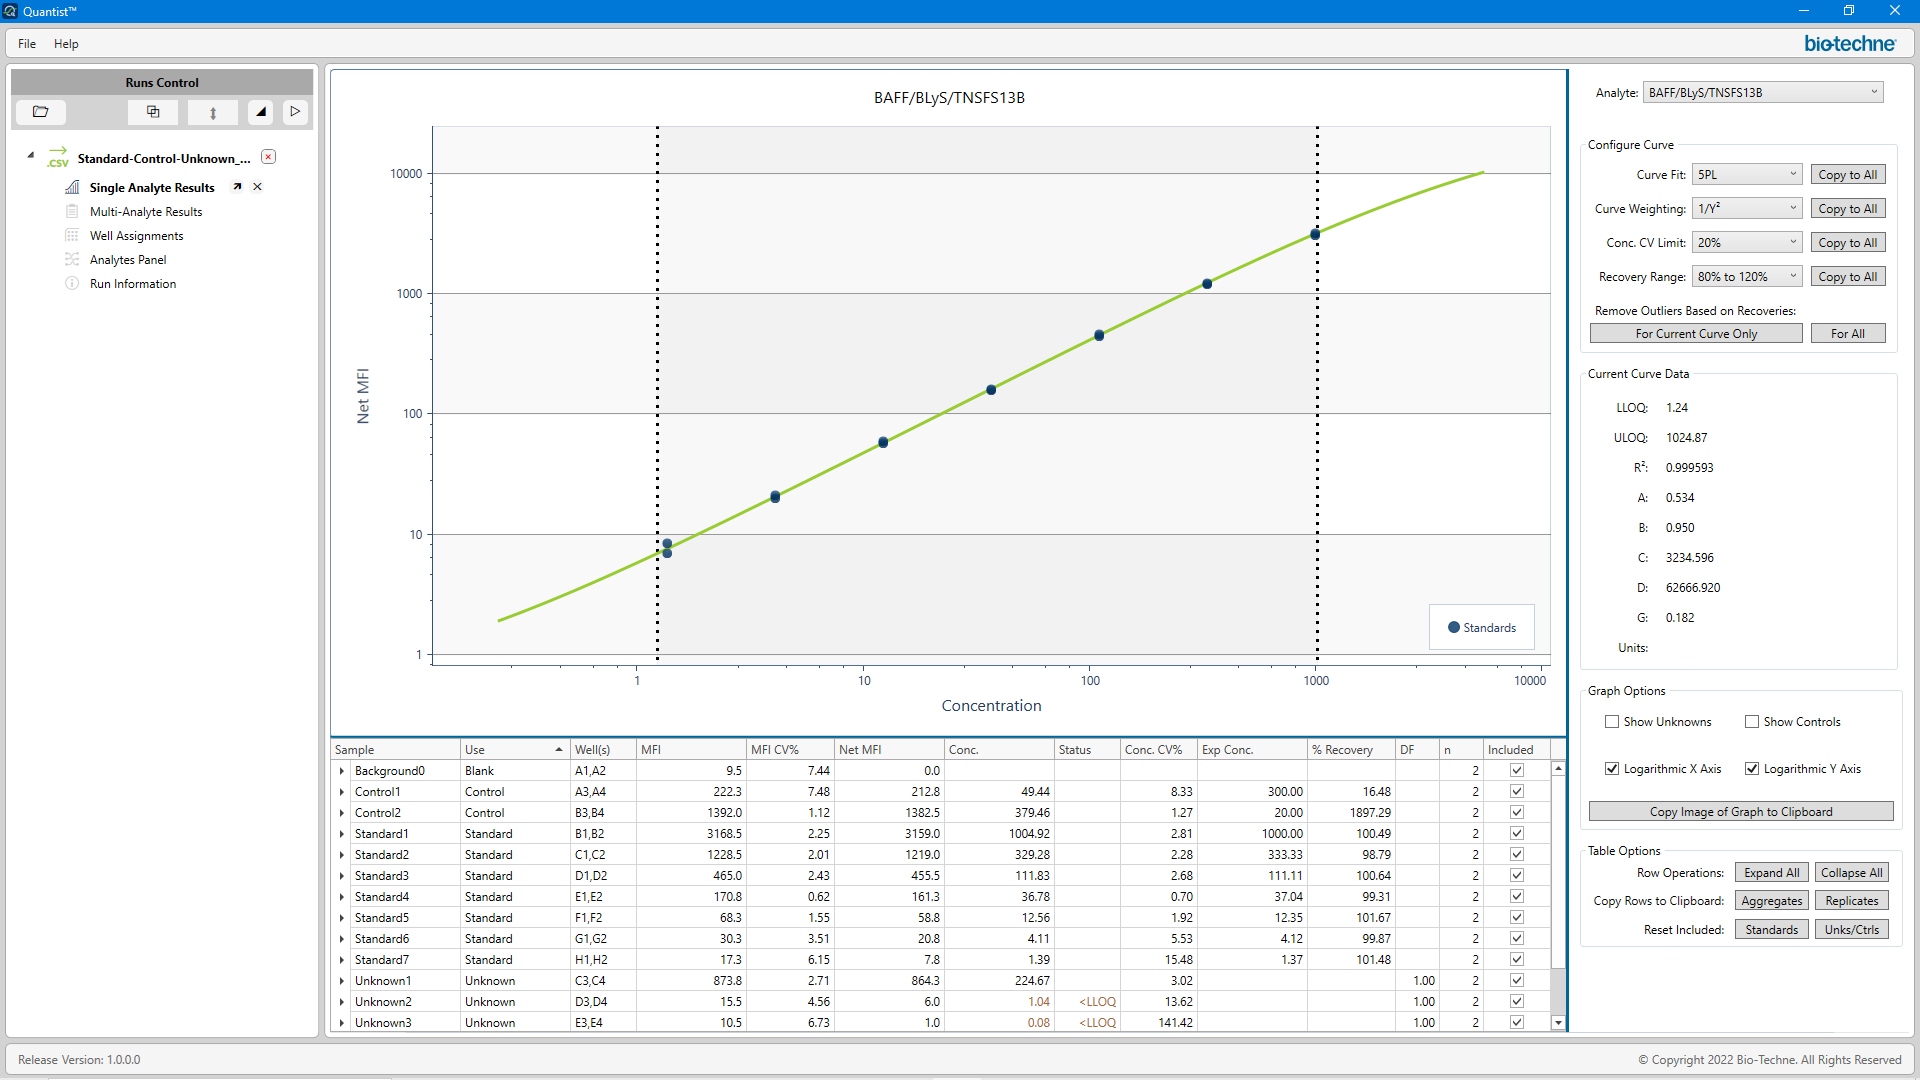 Quantist™
File Help
bio-techne
Runs Control
.CSV Standard-Control-Unknown_...
Single Analyte Results
Multi-Analyte Results
Well Assignments
Analytes Panel
Run Information
BAFF/BLyS/TNSFS13B
Net MFI
10000
1000
100
10
1
Standards
1 10 100 1000 10000
Concentration
Sample Use Well(s) MFI MFI CV% Net MFI Conc. Status Conc. CV% Exp Conc. % Recovery DF n Included
Background0 Blank A1,A2 9.5 7.44 0.0 2
Control1 Control A3,A4 222.3 7.48 212.8 49.44 8.33 300.00 16.48 2
Control2 Control B3,B4 1392.0 1.12 1382.5 379.46 1.27 20.00 1897.29 2
Standard1 Standard B1,B2 3168.5 2.25 3159.0 1004.92 2.81 1000.00 100.49 2
Standard2 Standard C1,C2 1228.5 2.01 1219.0 329.28 2.28 333.33 98.79 2
Standard3 Standard D1,D2 465.0 2.43 455.5 111.83 2.68 111.11 100.64 2
Standard4 Standard E1,E2 170.8 0.62 161.3 36.78 0.70 37.04 99.31 2
Standard5 Standard F1,F2 68.3 1.55 58.8 12.56 1.92 12.35 101.67 2
Standard6 Standard G1,G2 30.3 3.51 20.8 4.11 5.53 4.12 99.87 2
Standard7 Standard H1,H2 17.3 6.15 7.8 1.39 15.48 1.37 101.48 2
Unknown1 Unknown C3,C4 873.8 2.71 864.3 224.67 3.02 1.00 2
Unknown2 Unknown D3,D4 15.5 4.56 6.0 1.04 <LLOQ 13.62 1.00 2
Unknown3 Unknown E3,E4 10.5 6.73 1.0 0.08 <LLOQ 141.42 1.00 2
Analyte: BAFF/BLyS/TNSFS13B
Configure Curve
Curve Fit: 5PL Copy to All
Curve Weighting: 1/Y² Copy to All
Conc. CV Limit: 20% Copy to All
Recovery Range: 80% to 120% Copy to All
Remove Outliers Based on Recoveries:
For Current Curve Only For All
Current Curve Data
LLOQ: 1.24
ULOQ: 1024.87
R²: 0.999593
A: 0.534
B: 0.950
C: 3234.596
D: 62666.920
G: 0.182
Units:
Graph Options
Show Unknowns Show Controls
Logarithmic X Axis Logarithmic Y Axis
Copy Image of Graph to Clipboard
Table Options
Row Operations: Expand All Collapse All
Copy Rows to Clipboard: Aggregates Replicates
Reset Included: Standards Unks/Ctrls
Release Version: 1.0.0.0
© Copyright 2022 Bio-Techne. All Rights Reserved